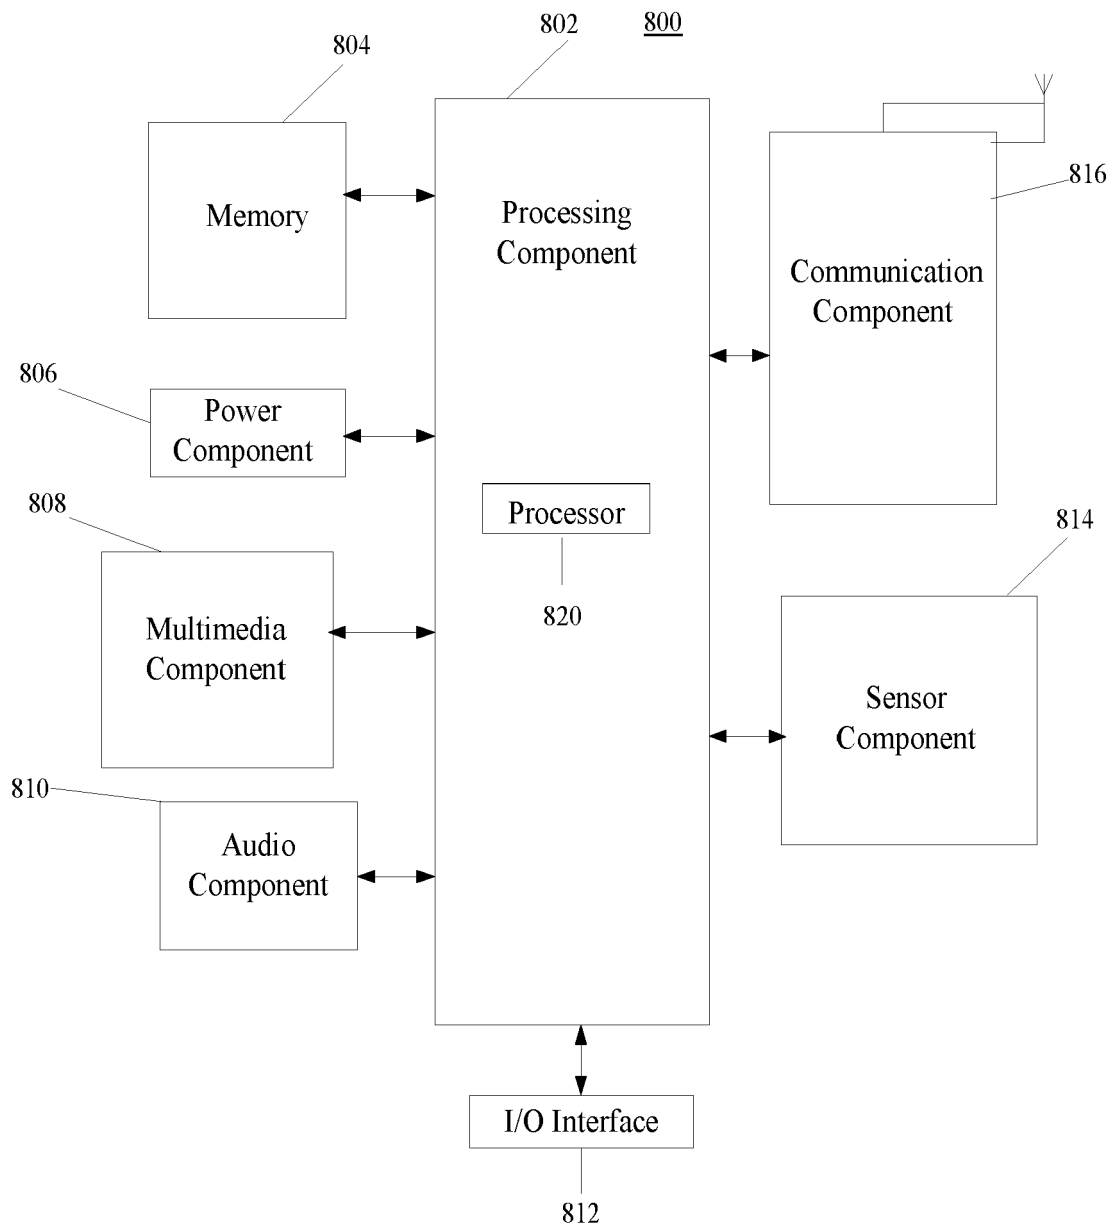 800
802
804
Memory
Processing
Component
816
Communication
Component
806
Power
Component
808
Processor
820
814
Multimedia
Component
Sensor
Component
810
Audio
Component
I/O Interface
812